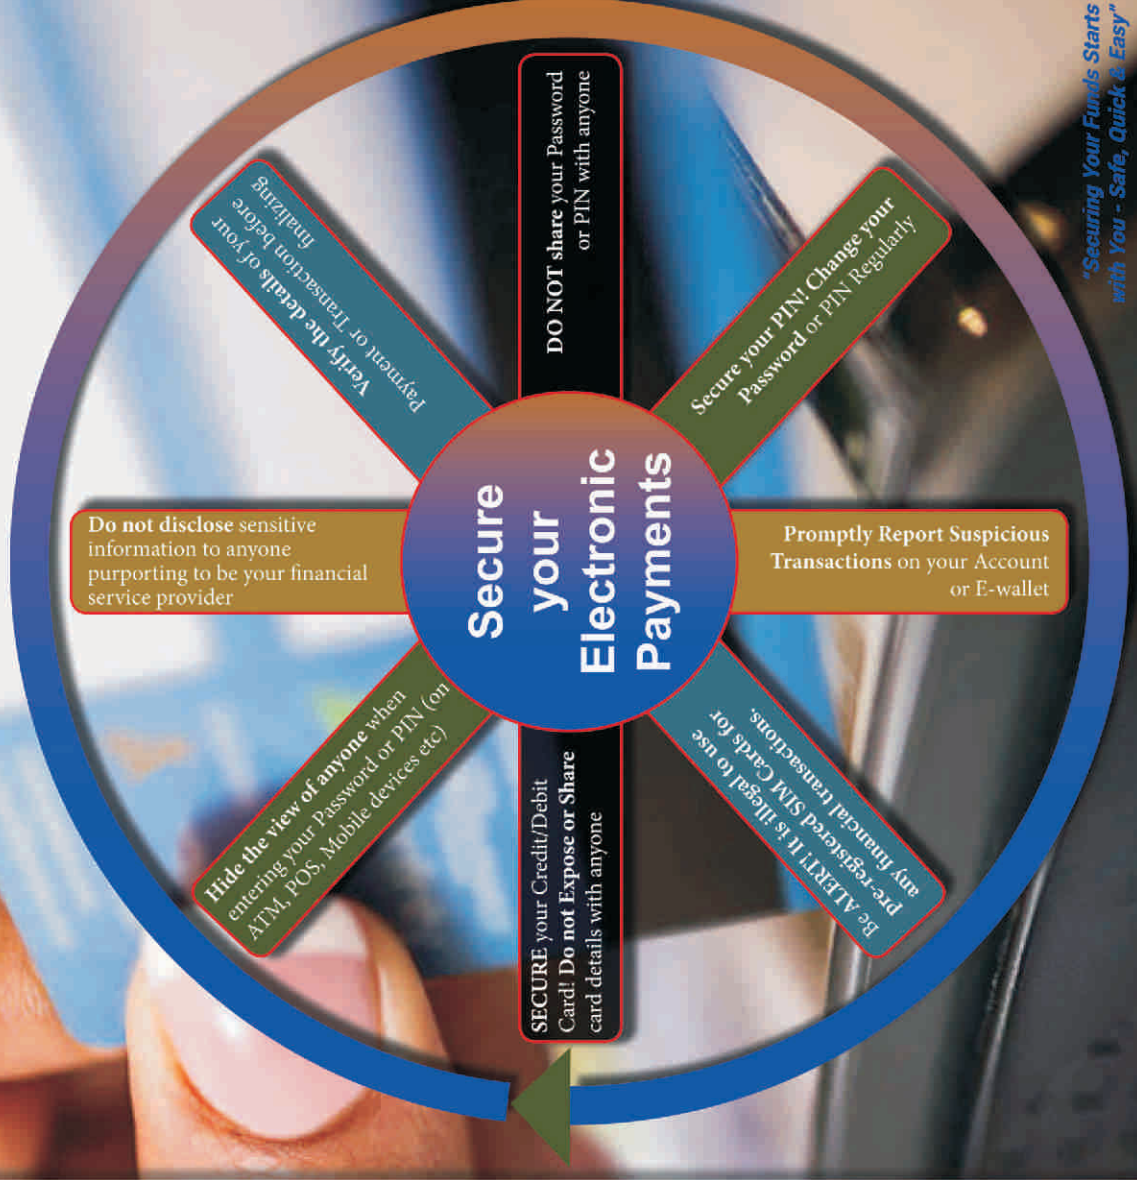 Secure
your
Electronic
Payments
DO NOT share your Password
or PIN with anyone
Secure your PIN! Change your
Password or PIN Regularly
Promptly Report Suspicious
Transactions on your Account
or E-wallet
Be ALERT! It is illegal to use
pre-registered SIM Cards for
any financial transactions.
SECURE your Credit/Debit
Card! Do not Expose or Share
card details with anyone
Hide the view of anyone when
entering your Password or PIN (on
ATM, POS, Mobile devices etc)
Do not disclose sensitive
information to anyone
purporting to be your financial
service provider
Verify the details of your
Payment or Transaction before
finalizing
"Securing Your Funds Starts
with You - Safe, Quick & Easy"